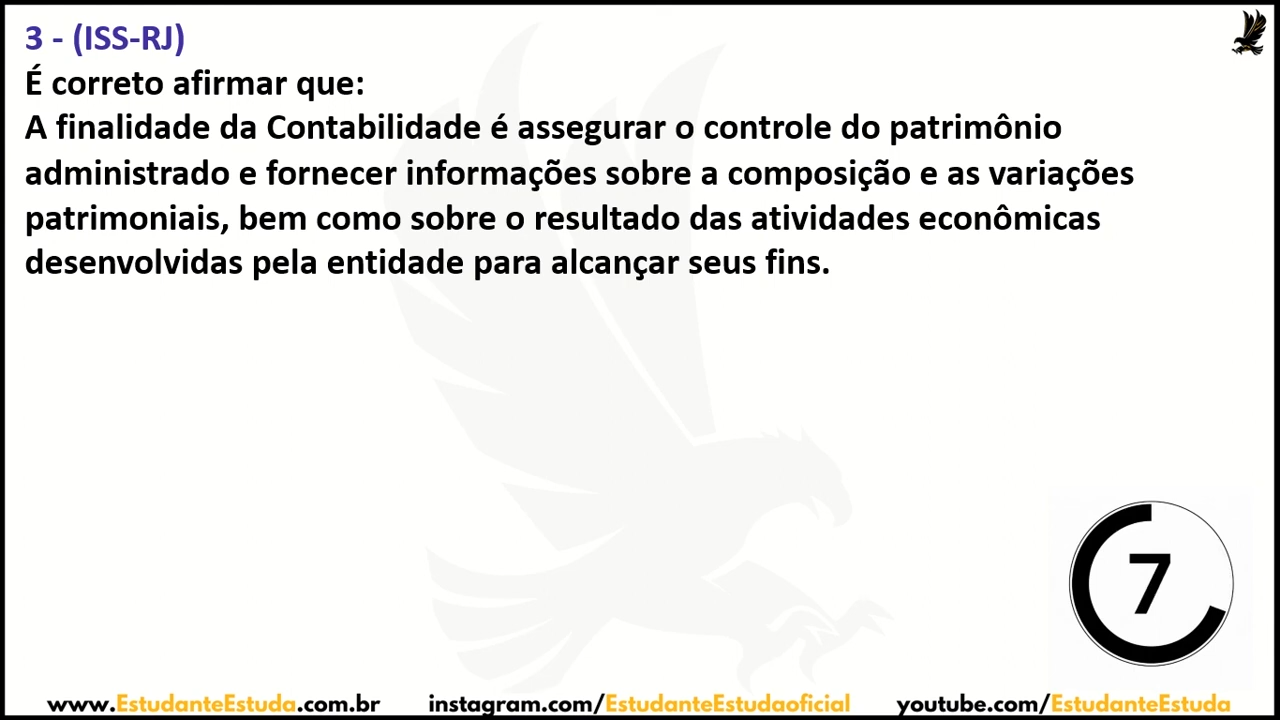 3 - (ISS-RJ)
É correto afirmar que:
A finalidade da Contabilidade é assegurar o controle do patrimônio
administrado e fornecer informações sobre a composição e as variações
patrimoniais, bem como sobre o resultado das atividades econômicas
desenvolvidas pela entidade para alcançar seus fins.
7
www.EstudanteEstuda.com.br instagram.com/EstudanteEstudaoficial youtube.com/EstudanteEstuda